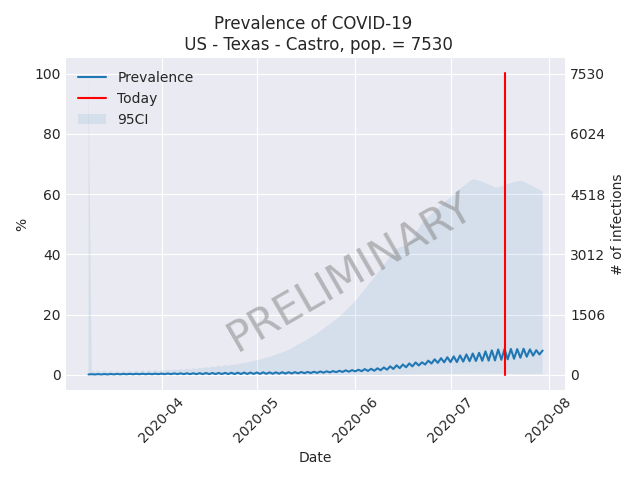 Prevalence of COVID-19
US - Texas - Castro, pop. = 7530
Prevalence
Today
95CI
100
80
60
40
20
0
%
7530
6024
4518
3012
1506
0
# of infections
PRELIMINARY
2020-04
2020-05
2020-06
2020-07
2020-08
Date